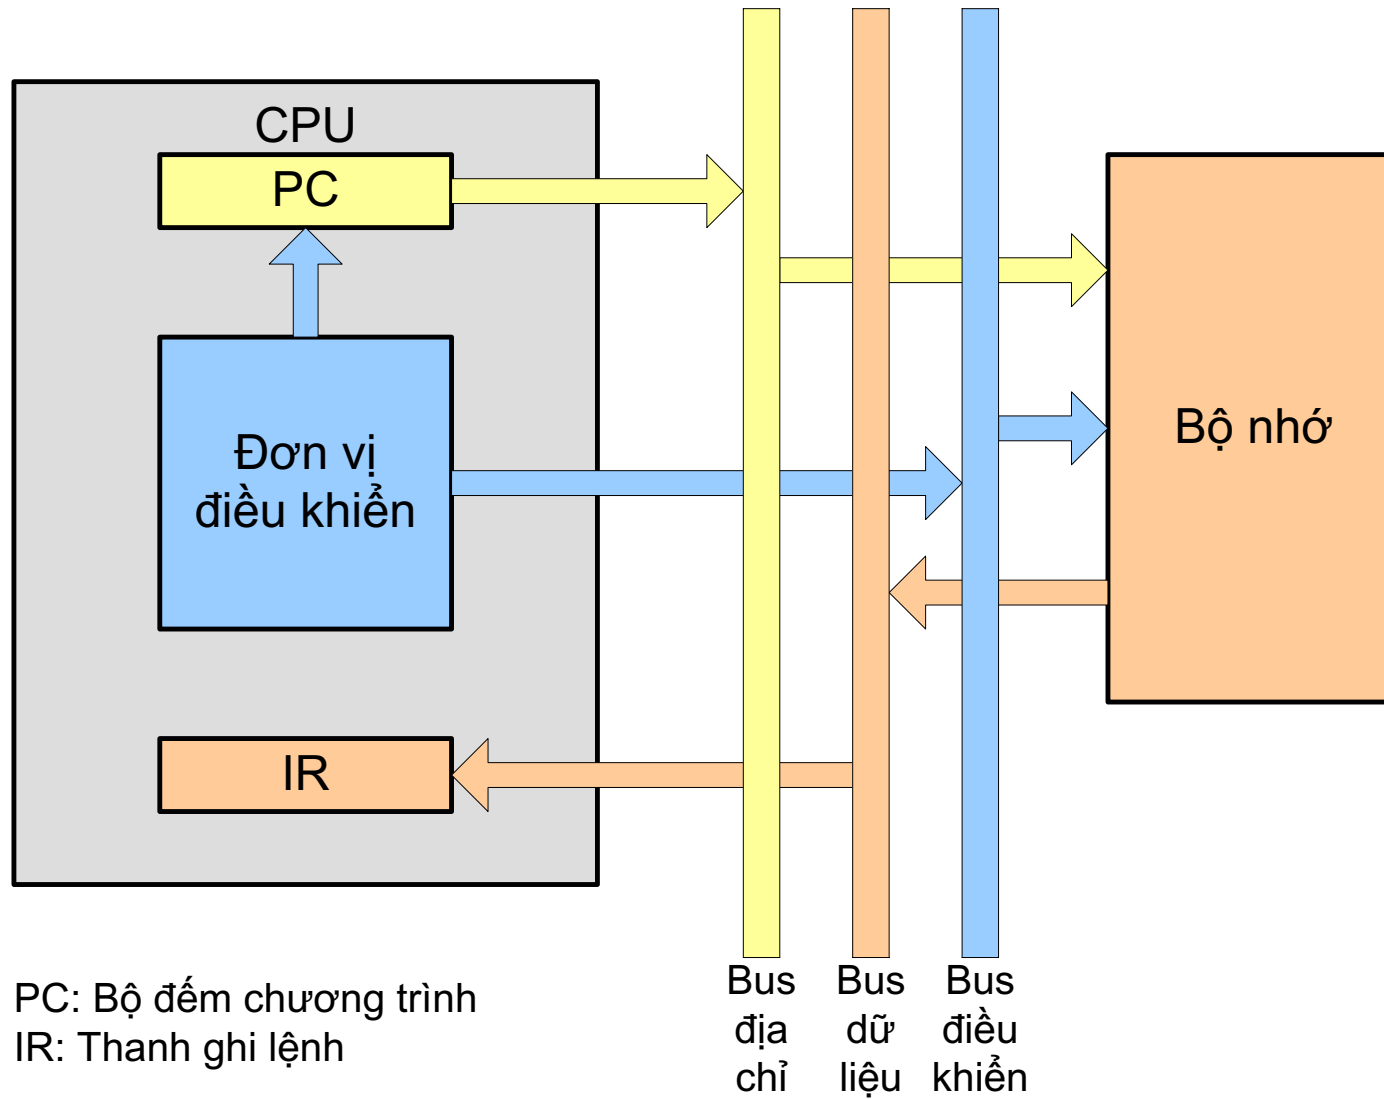 CPU
PC
Đơn vị
điều khiển
Bộ nhớ
IR
Bus
địa
chỉ
Bus
dữ
liệu
Bus
điều
khiển
PC: Bộ đếm chương trình
IR: Thanh ghi lệnh